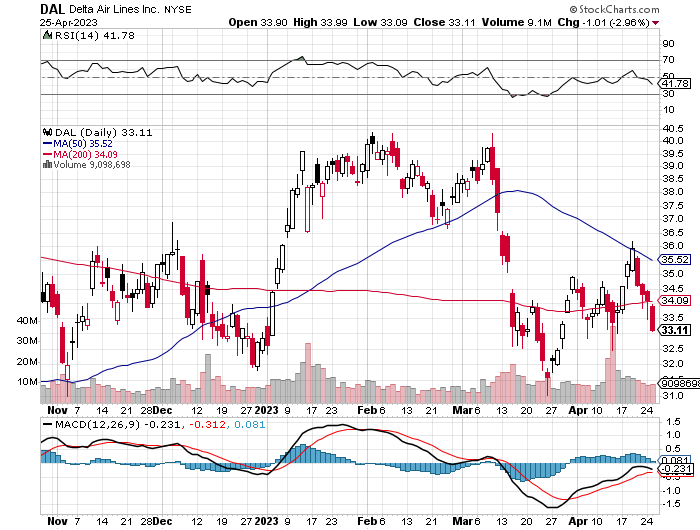 DAL Delta Air Lines Inc. NYSE © StockCharts.com
25-Apr-2023 Open 33.90 High 33.99 Low 33.09 Close 33.11 Volume 9.1M Chg -1.01 (-2.96%)
RSI(14) 41.78
90
70
50
41.78
30
10
DAL (Daily) 33.11
MA(50) 35.52
MA(200) 34.09
Volume 9,098,698
40.5
40.0
39.5
39.0
38.5
38.0
37.5
37.0
36.5
36.0
35.52
35.0
34.5
34.09
33.5
33.11
32.5
32.0
31.5
31.0
40M
30M
20M
10M
9098698
Nov 7 14 21 28 Dec 12 19 27 2023 9 17 23 30 Feb 6 13 21 27 Mar 6 13 20 27 Apr 10 17 24
MACD(12,26,9) -0.231, -0.312, 0.081
1.5
1.0
0.5
0.081
-0.231
-1.0
-1.5
Nov 7 14 21 28 Dec 12 19 27 2023 9 17 23 30 Feb 6 13 21 27 Mar 6 13 20 27 Apr 10 17 24